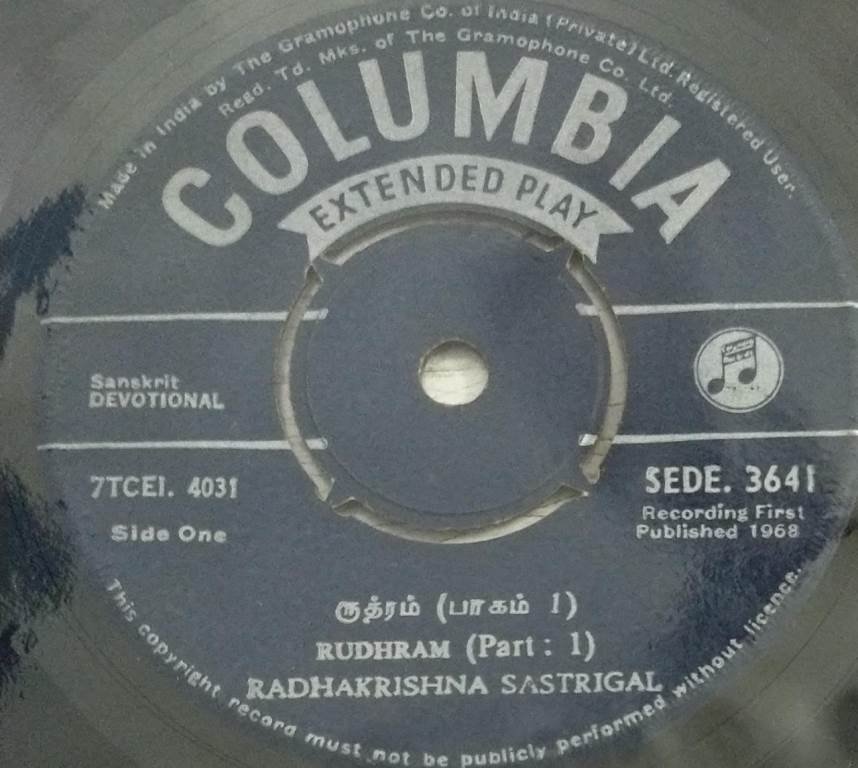 Made in India by The Gramophone Co. of India (Private) Ltd. Registered User.
Regd. Td. Mks. of The Gramophone Co. Ltd.
COLUMBIA
EXTENDED PLAY
Sanskrit
DEVOTIONAL
7TCEI. 4031
Side One
SEDE. 3641
Recording First
Published 1968
ருத்ரம் (பாகம் 1)
RUDHRAM (Part : 1)
RADHAKRISHNA SASTRIGAL
This copyright record must not be publicly performed without licence.